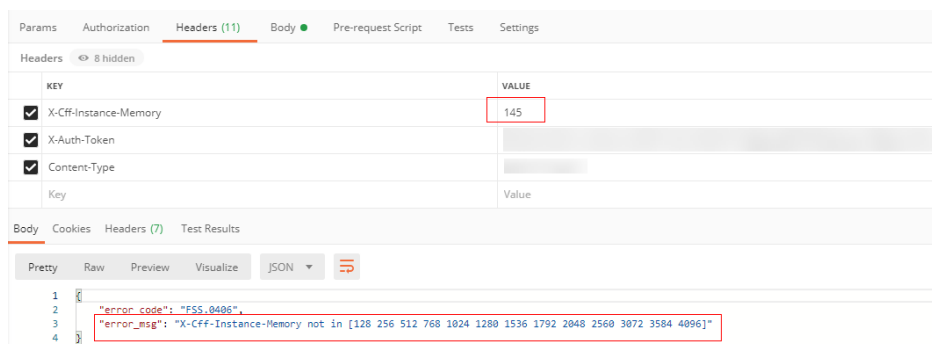 Params Authorization Headers (11) Body Pre-request Script Tests Settings
Headers 8 hidden
KEY VALUE
X-Cff-Instance-Memory 145
X-Auth-Token
Content-Type
Key Value
Body Cookies Headers (7) Test Results
Pretty Raw Preview Visualize JSON
1 {
2 "error_code": "FSS.0406",
3 "error_msg": "X-Cff-Instance-Memory not in [128 256 512 768 1024 1280 1536 1792 2048 2560 3072 3584 4096]"
4 }